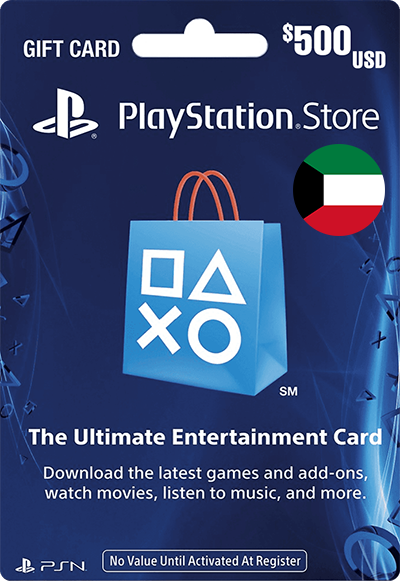 GIFT CARD
$500 USD
PlayStation®Store
SM
The Ultimate Entertainment Card
Download the latest games and add-ons,
watch movies, listen to music, and more.
PSN
No Value Until Activated At Register